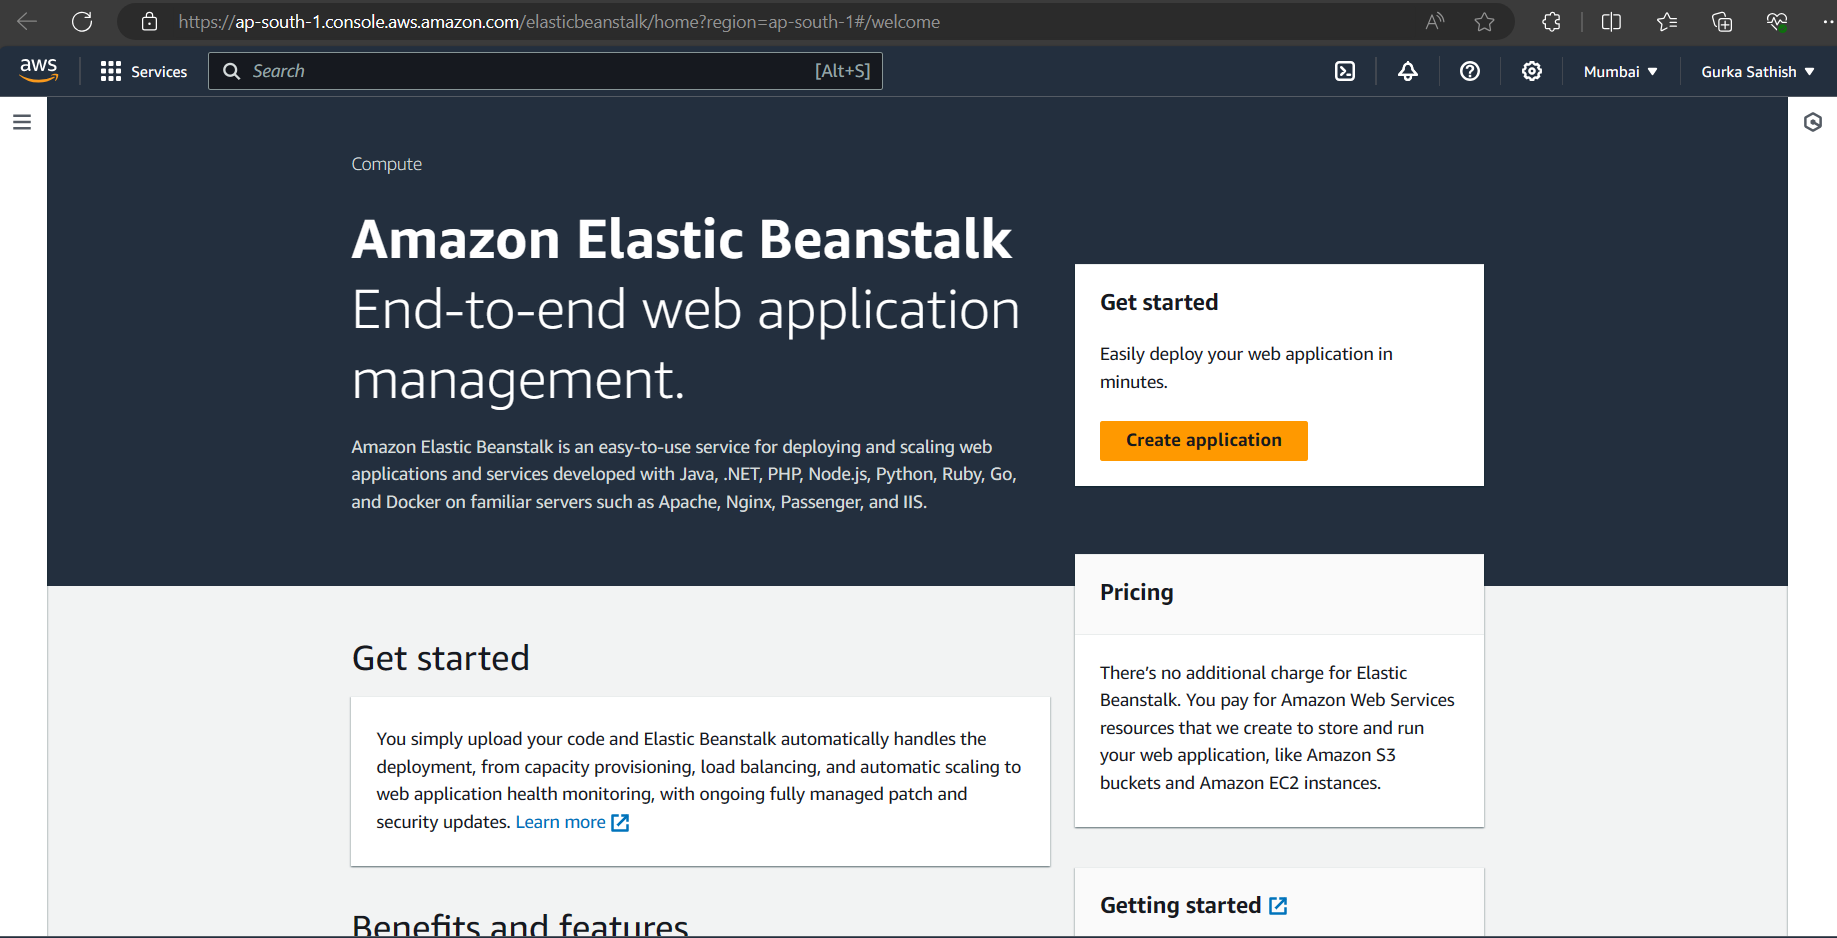 https://ap-south-1.console.aws.amazon.com/elasticbeanstalk/home?region=ap-south-1#/welcome
aws
Services
Search
[Alt+S]
Mumbai
Gurka Sathish
Compute
Amazon Elastic Beanstalk
End-to-end web application
management.
Amazon Elastic Beanstalk is an easy-to-use service for deploying and scaling web
applications and services developed with Java, .NET, PHP, Node.js, Python, Ruby, Go,
and Docker on familiar servers such as Apache, Nginx, Passenger, and IIS.
Get started
Easily deploy your web application in
minutes.
Create application
Pricing
There’s no additional charge for Elastic
Beanstalk. You pay for Amazon Web Services
resources that we create to store and run
your web application, like Amazon S3
buckets and Amazon EC2 instances.
Get started
You simply upload your code and Elastic Beanstalk automatically handles the
deployment, from capacity provisioning, load balancing, and automatic scaling to
web application health monitoring, with ongoing fully managed patch and
security updates. Learn more
Getting started
Benefits and features